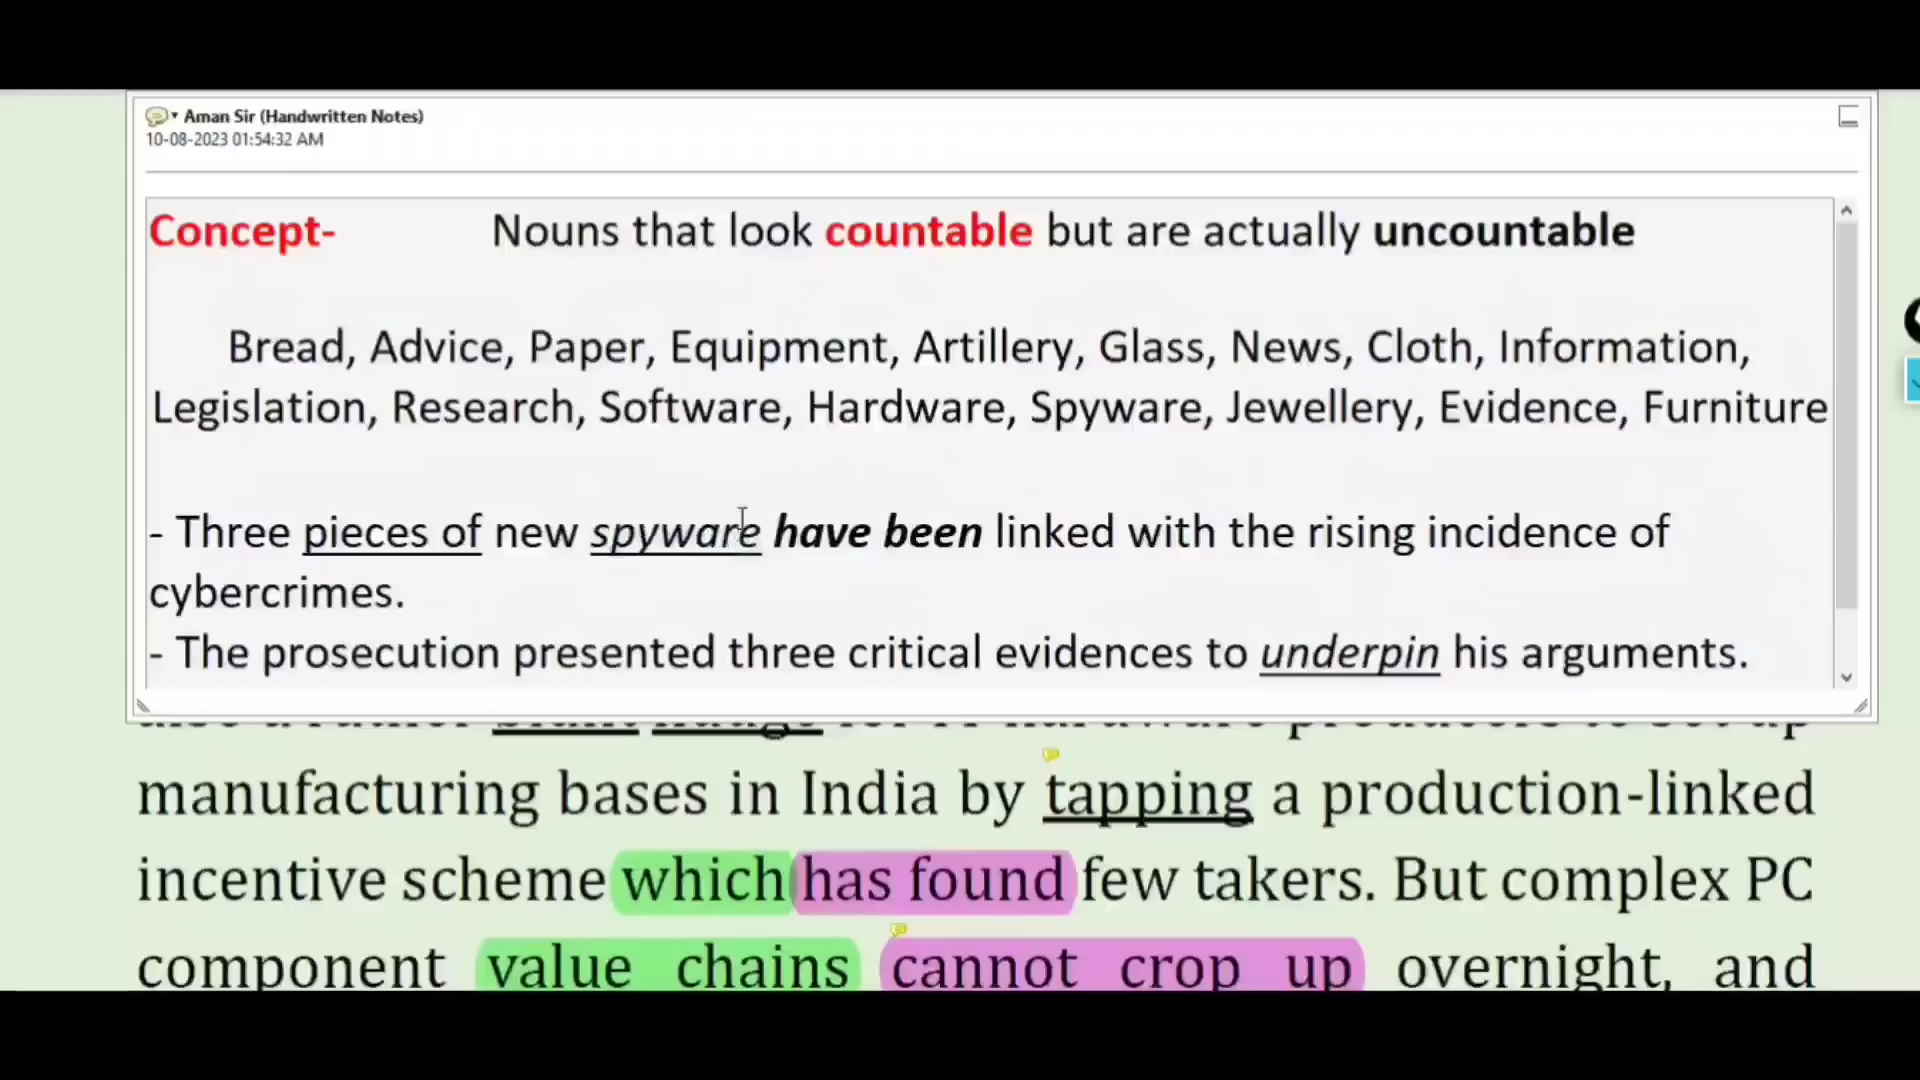 Aman Sir (Handwritten Notes)
10-08-2023 01:54:32 AM
Concept- Nouns that look countable but are actually uncountable
Bread, Advice, Paper, Equipment, Artillery, Glass, News, Cloth, Information,
Legislation, Research, Software, Hardware, Spyware, Jewellery, Evidence, Furniture
- Three pieces of new spyware have been linked with the rising incidence of
cybercrimes.
- The prosecution presented three critical evidences to underpin his arguments.
manufacturing bases in India by tapping a production-linked
incentive scheme which has found few takers. But complex PC
component value chains cannot crop up overnight, and